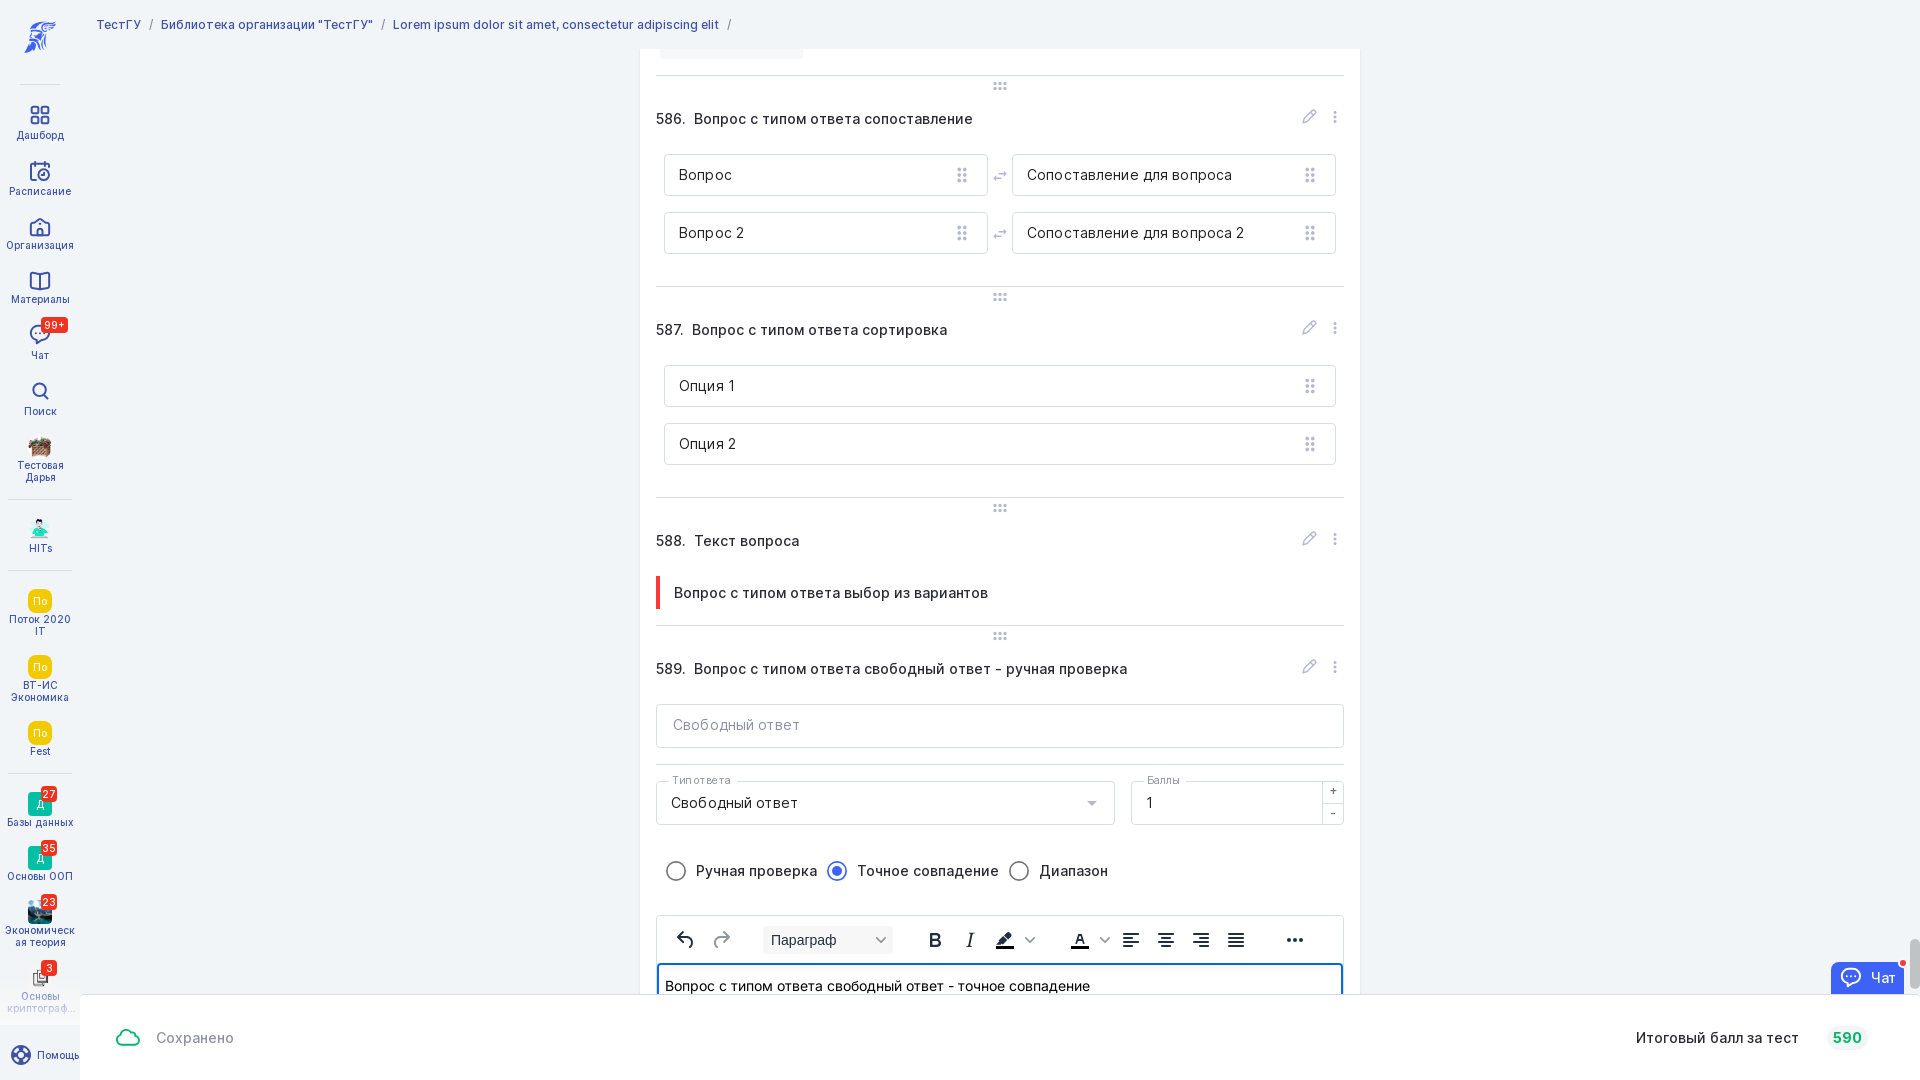 ТестГУ / Библиотека организации "ТестГУ" / Lorem ipsum dolor sit amet, consectetur adipiscing elit /
Дашборд
Расписание
Организация
Материалы
99+
Чат
Поиск
Тестовая
Дарья
HITs
По
Поток 2020
IT
По
ВТ-ИС
Экономика
По
Fest
27
Д
Базы данных
35
Д
Основы ООП
23
Экономическ
ая теория
3
Основы
криптограф...
Помощь
586. Вопрос с типом ответа сопоставление
Вопрос
Сопоставление для вопроса
Вопрос 2
Сопоставление для вопроса 2
587. Вопрос с типом ответа сортировка
Опция 1
Опция 2
588. Текст вопроса
Вопрос с типом ответа выбор из вариантов
589. Вопрос с типом ответа свободный ответ - ручная проверка
Свободный ответ
Тип ответа
Свободный ответ
Баллы
1
+
-
Ручная проверка
Точное совпадение
Диапазон
Параграф
Вопрос с типом ответа свободный ответ - точное совпадение
Чат
Сохранено
Итоговый балл за тест 590